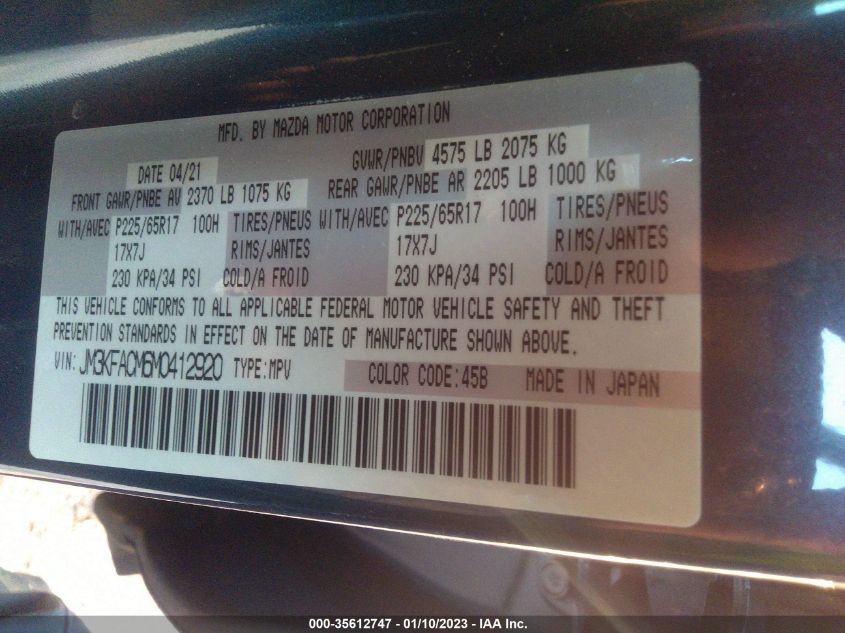 MFD. BY MAZDA MOTOR CORPORATION
DATE 04/21 GVWR/PNBV 4575 LB 2075 KG
FRONT GAWR/PNBE AV 2370 LB 1075 KG REAR GAWR/PNBE AR 2205 LB 1000 KG
WITH/AVEC P225/65R17 100H TIRES/PNEUS WITH/AVEC P225/65R17 100H TIRES/PNEUS
17X7J RIMS/JANTES 17X7J RIMS/JANTES
230 KPA/34 PSI COLD/A FROID 230 KPA/34 PSI COLD/A FROID
THIS VEHICLE CONFORMS TO ALL APPLICABLE FEDERAL MOTOR VEHICLE SAFETY AND THEFT
PREVENTION STANDARDS IN EFFECT ON THE DATE OF MANUFACTURE SHOWN ABOVE.
VIN: JM3KFACM6M0412920 TYPE:MPV COLOR CODE:45B MADE IN JAPAN
000-35612747 - 01/10/2023 - IAA Inc.